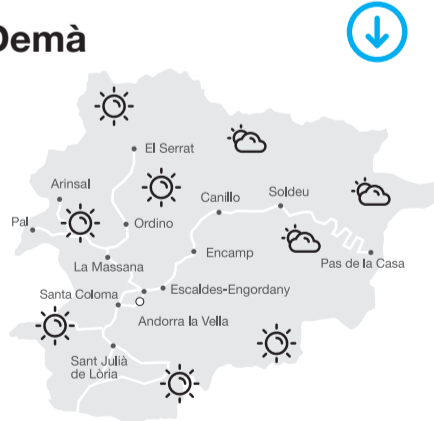 Demà
El Serrat
Arinsal
Canillo
Soldeu
Pal
Ordino
Encamp
La Massana
Pas de la Casa
Santa Coloma
Escaldes-Engordany
Andorra la Vella
Sant Julià
de Lòria